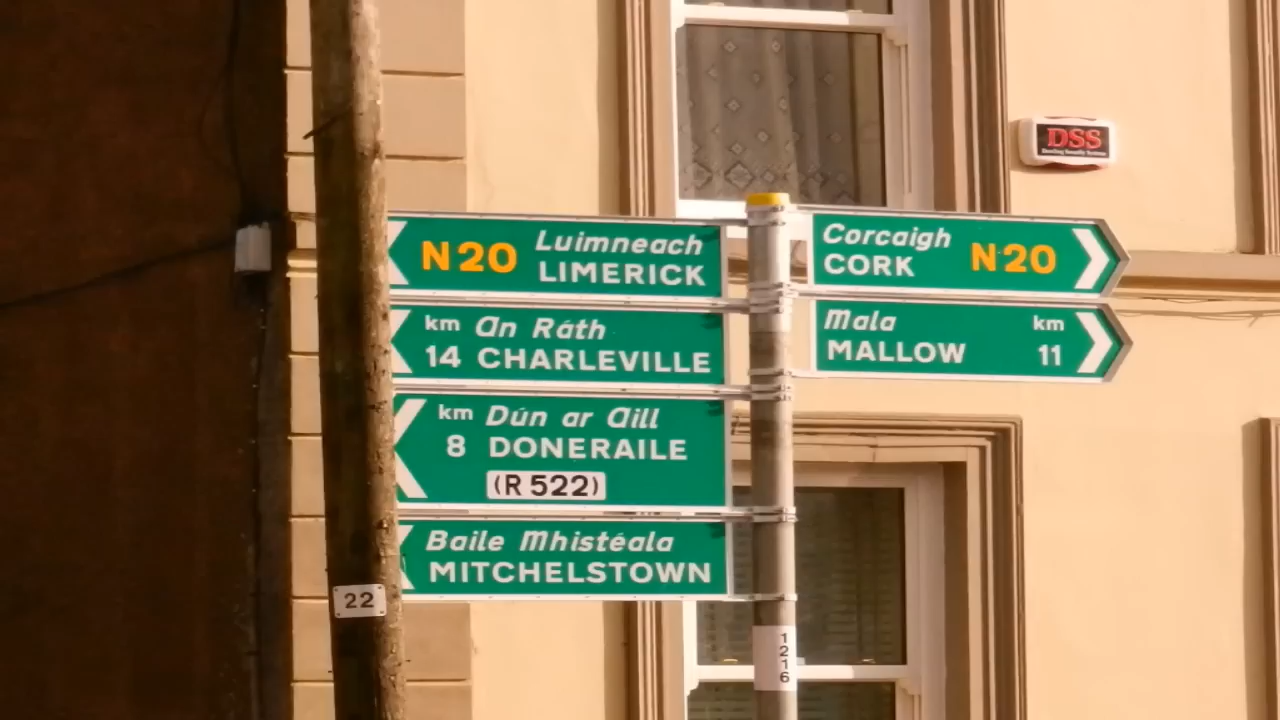 DSS
N20 Luimneach
LIMERICK
km An Ráth
14 CHARLEVILLE
km Dún ar Aill
8 DONERAILE
(R 522)
Baile Mhistéala
MITCHELSTOWN
Corcaigh
CORK N20
Mala km
MALLOW 11
22
1216